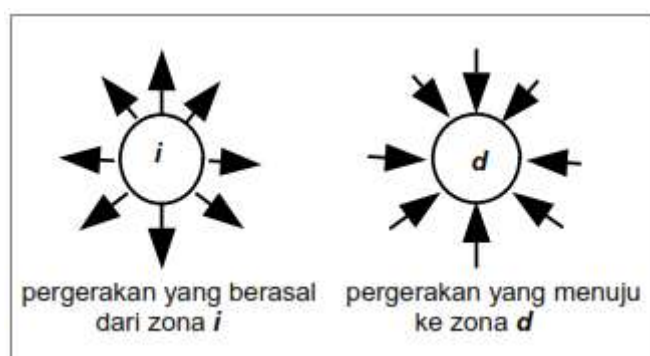 i
d
pergerakan yang berasal
dari zona i
pergerakan yang menuju
ke zona d